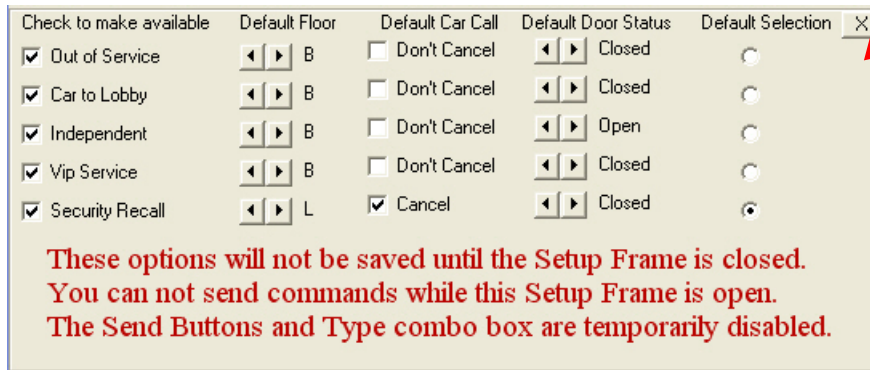 Check to make available Default Floor Default Car Call Default Door Status Default Selection X
Out of Service B Don't Cancel Closed
Car to Lobby B Don't Cancel Closed
Independent B Don't Cancel Open
Vip Service B Don't Cancel Closed
Security Recall L Cancel Closed
These options will not be saved until the Setup Frame is closed.
You can not send commands while this Setup Frame is open.
The Send Buttons and Type combo box are temporarily disabled.